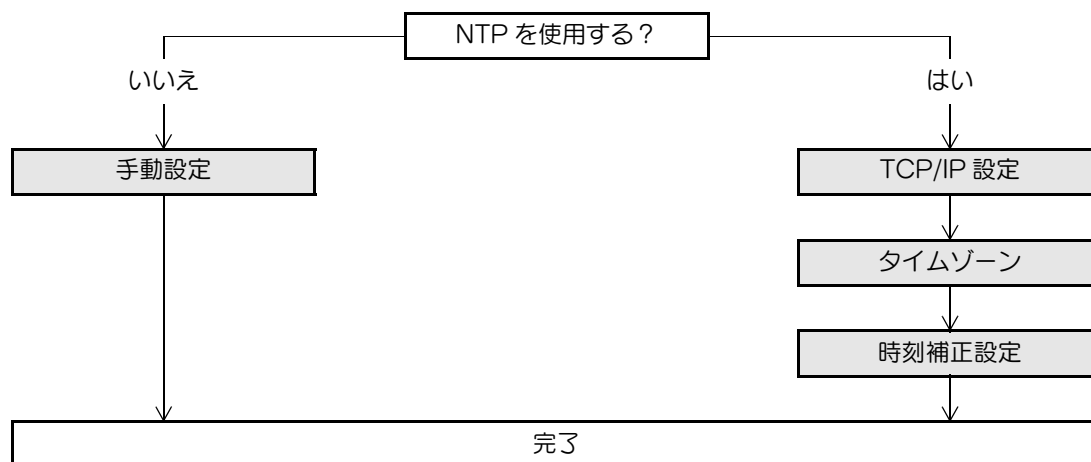 NTP を使用する？
いいえ
はい
手動設定
TCP/IP 設定
タイムゾーン
時刻補正設定
完了